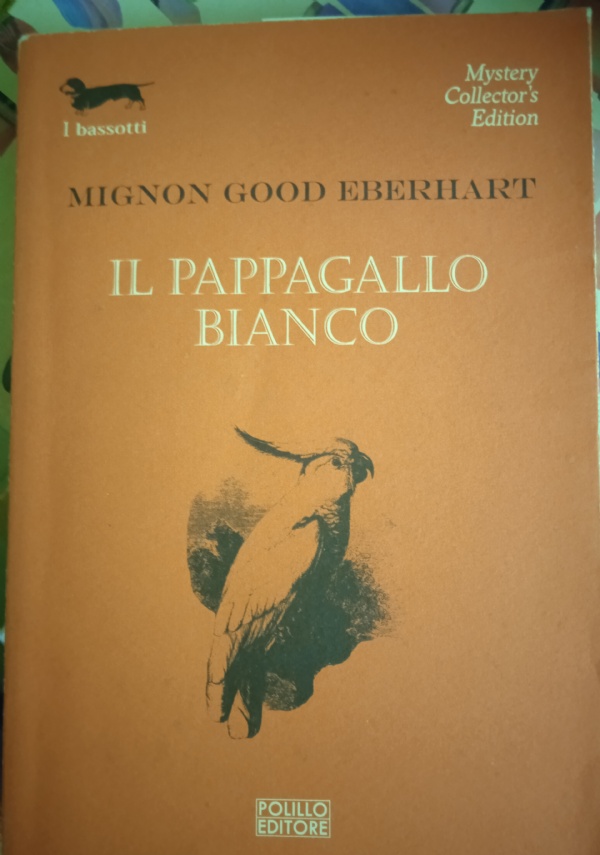 I bassotti
Mystery
Collector's
Edition
MIGNON GOOD EBERHART
IL PAPPAGALLO
BIANCO
POLILLO
EDITORE